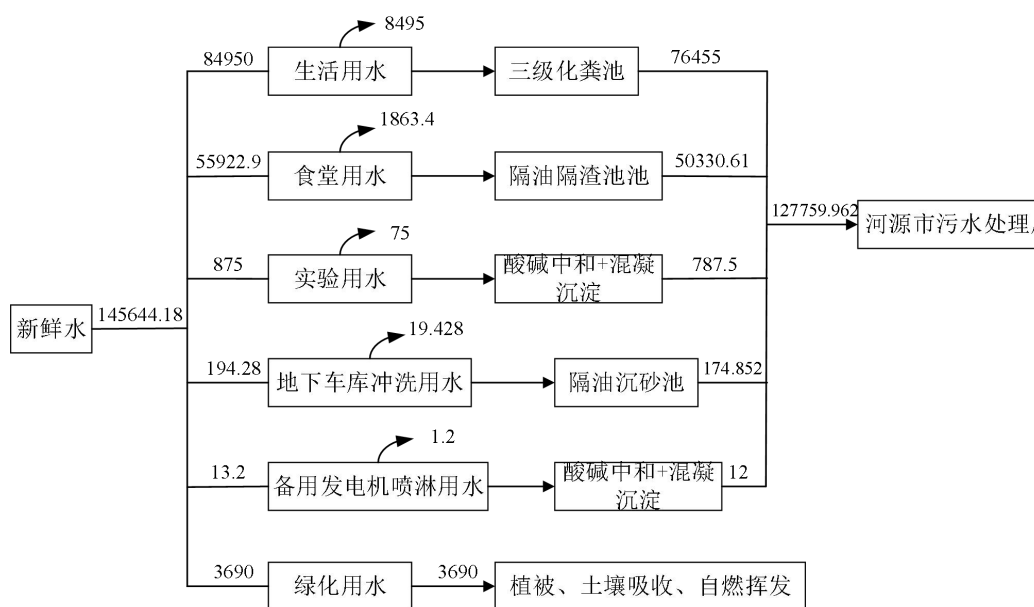 8495
84950
生活用水
三级化粪池
76455
1863.4
55922.9
食堂用水
隔油隔渣池池
50330.61
127759.962
河源市污水处理
75
875
实验用水
酸碱中和+混凝
沉淀
787.5
新鲜水
145644.18
19.428
194.28
地下车库冲洗用水
隔油沉砂池
174.852
1.2
13.2
备用发电机喷淋用水
酸碱中和+混凝
沉淀
12
3690
绿化用水
3690
植被、土壤吸收、自燃挥发